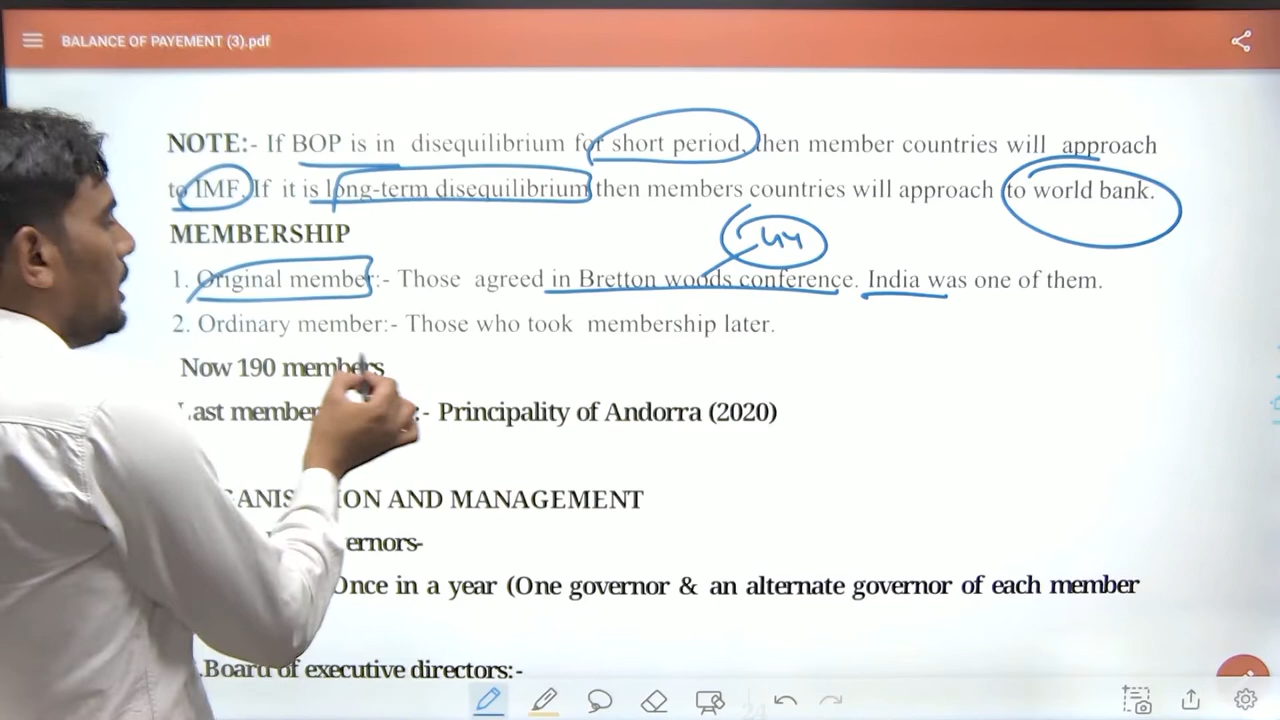 BALANCE OF PAYEMENT (3).pdf
NOTE:- If BOP is in disequilibrium for short period, then member countries will approach
to IMF. If it is long-term disequilibrium then members countries will approach to world bank.
44
MEMBERSHIP
1. Original member:- Those agreed in Bretton woods conference. India was one of them.
2. Ordinary member:- Those who took membership later.
Now 190 members
Last member :- Principality of Andorra (2020)
ANIS ION AND MANAGEMENT
ernors-
Once in a year (One governor & an alternate governor of each member
.Board of executive directors:-
24